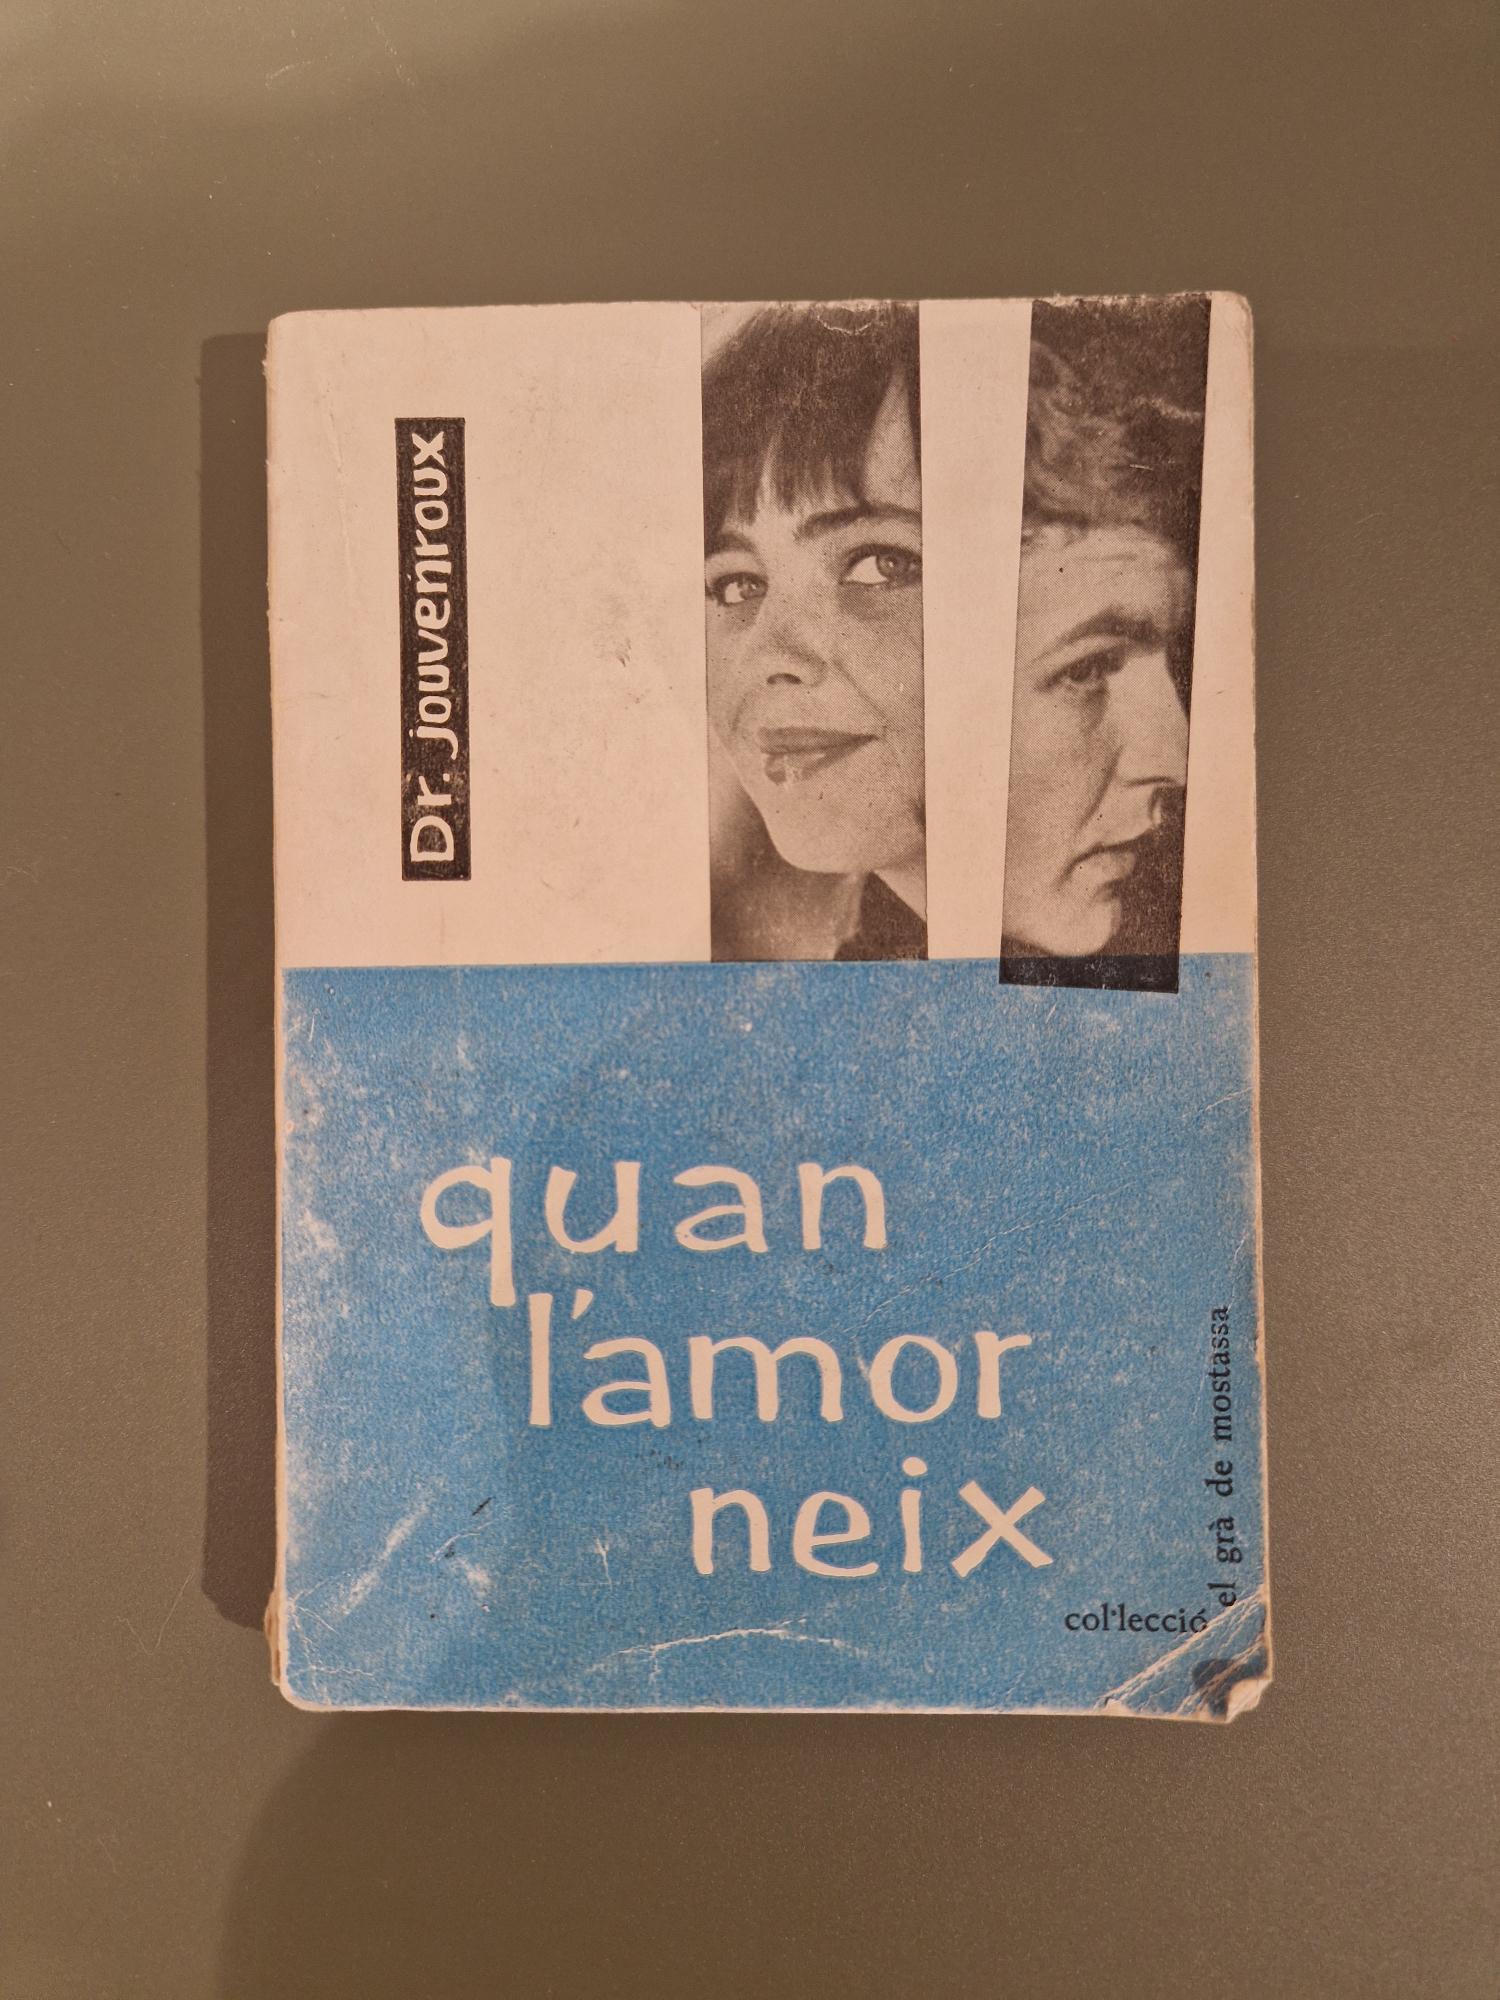 Dr. jouvenroux
quan
l'amor
neix
col·lecció
el grà de mostassa